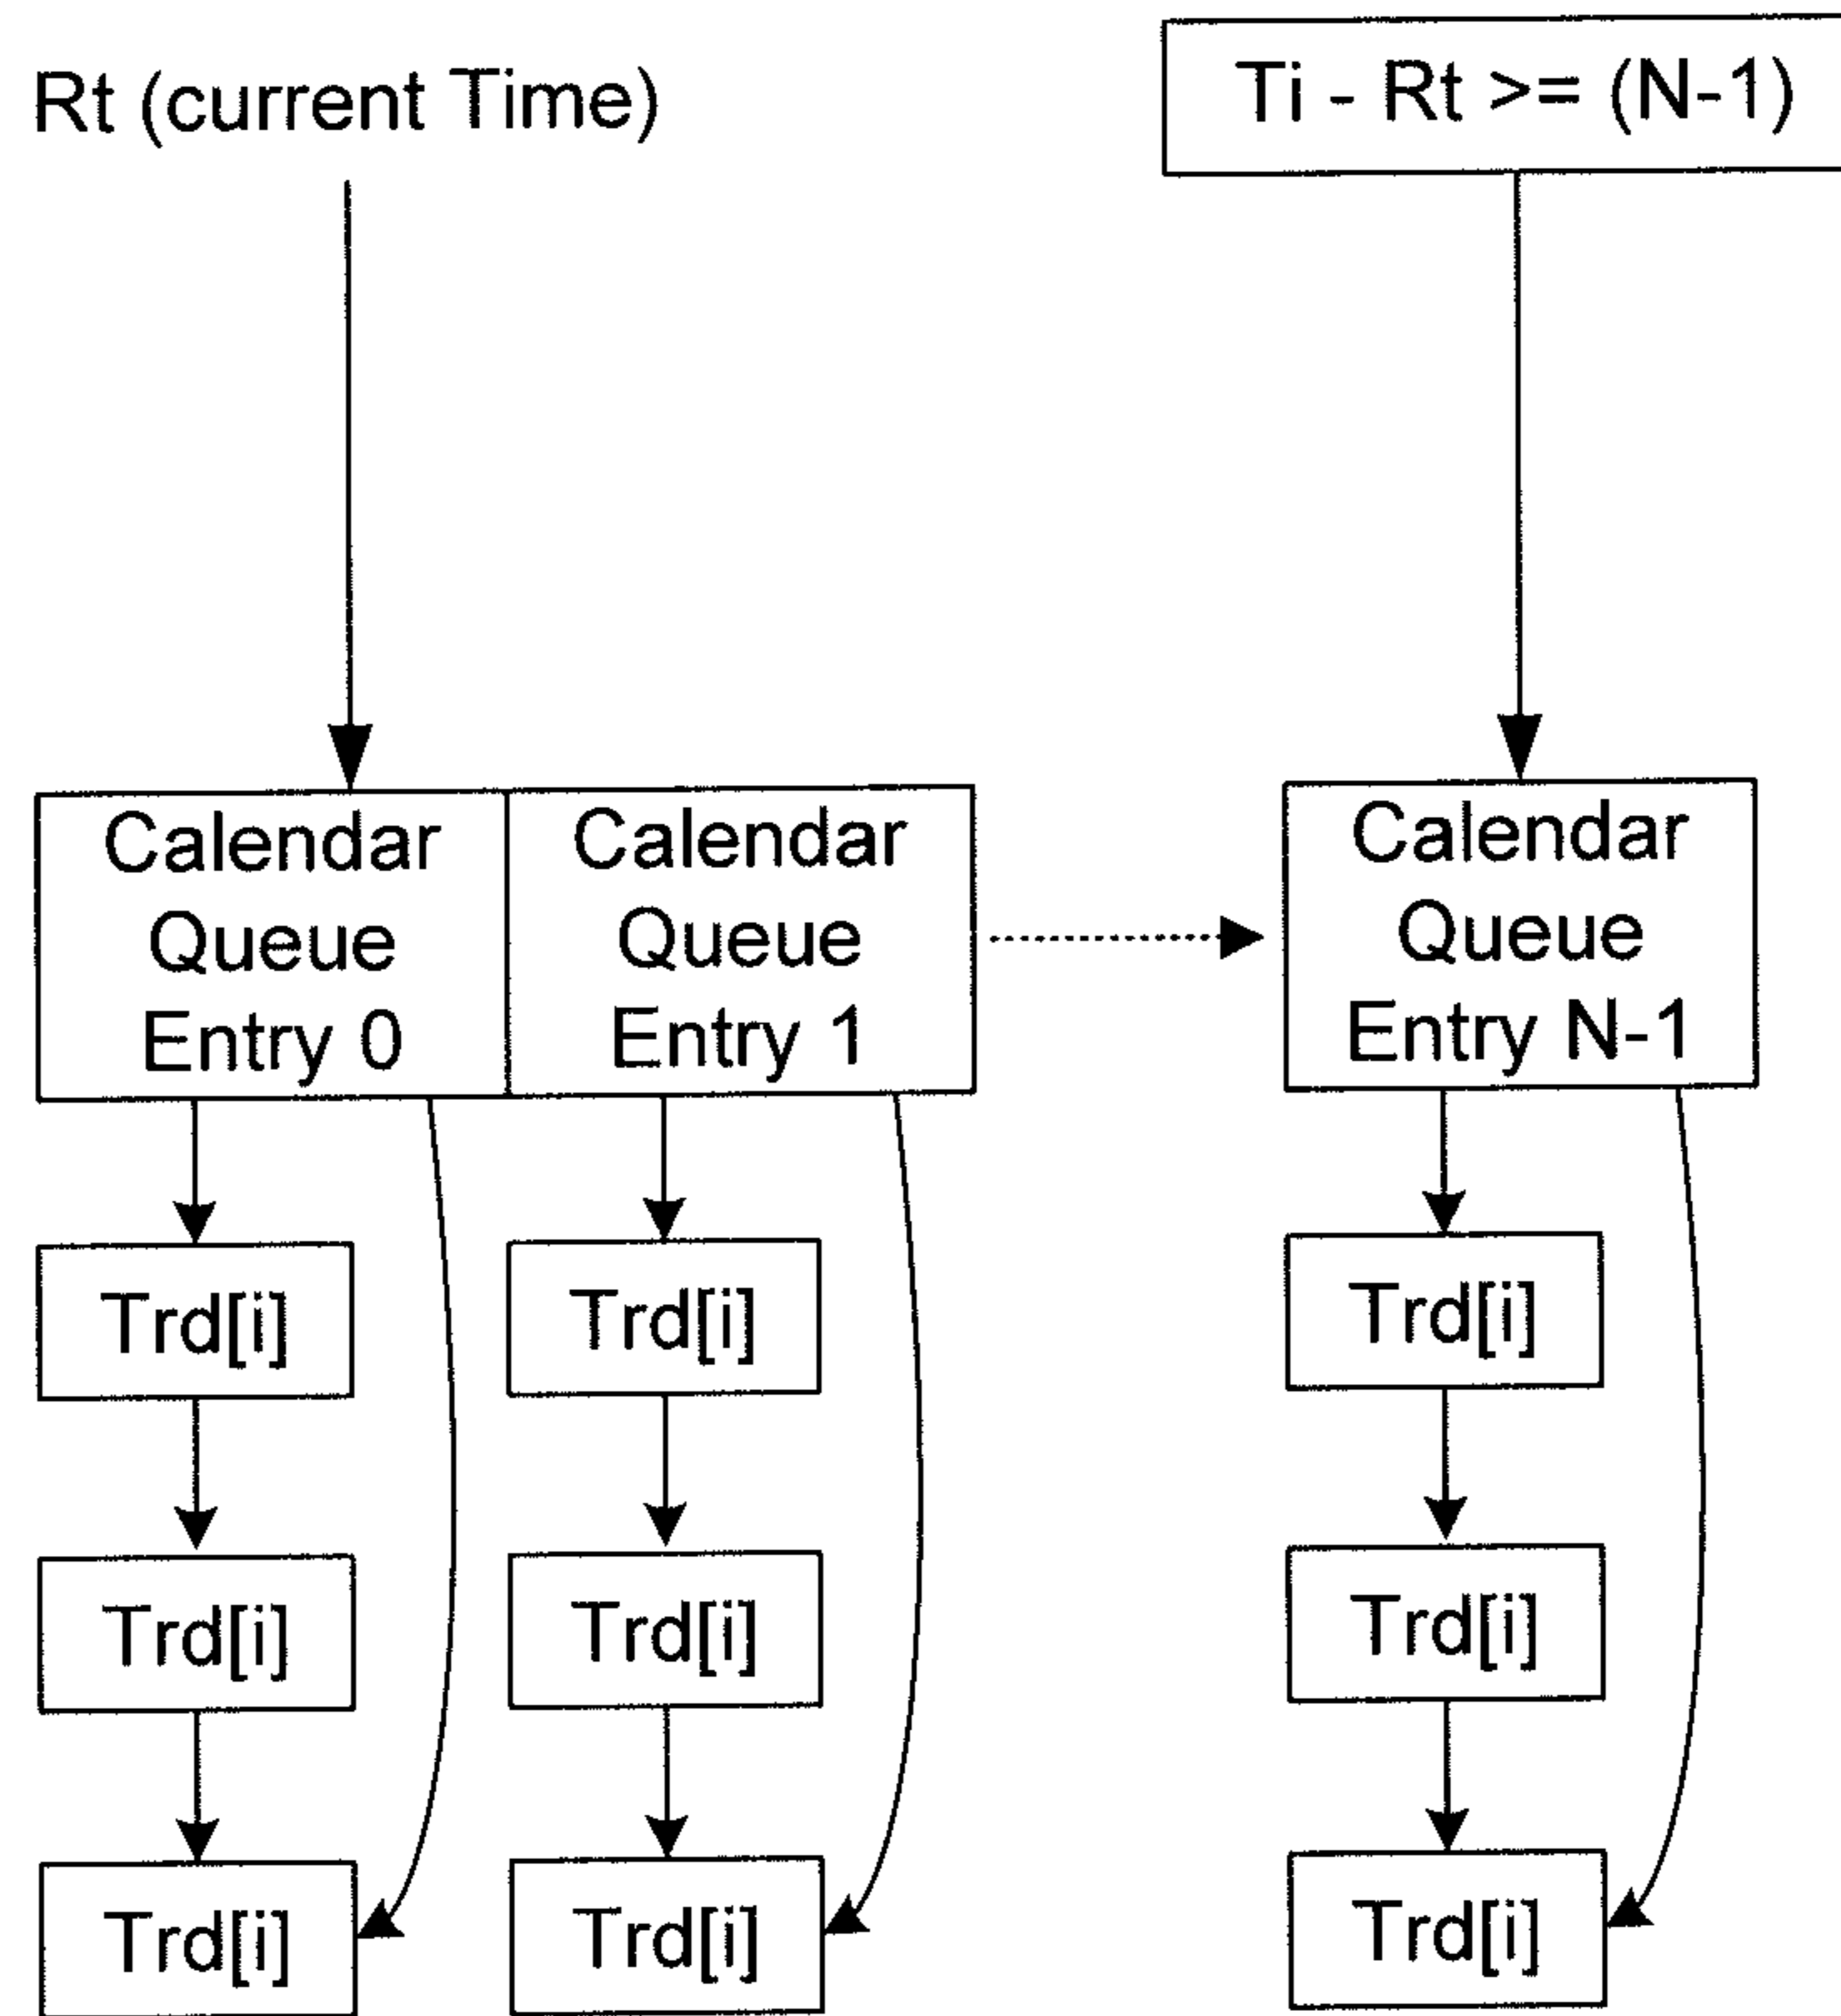 Rt (current Time)
Ti - Rt >= (N-1)
Calendar
Queue
Entry 0
Calendar
Queue
Entry 1
Calendar
Queue
Entry N-1
Trd[i]
Trd[i]
Trd[i]
Trd[i]
Trd[i]
Trd[i]
Trd[i]
Trd[i]
Trd[i]